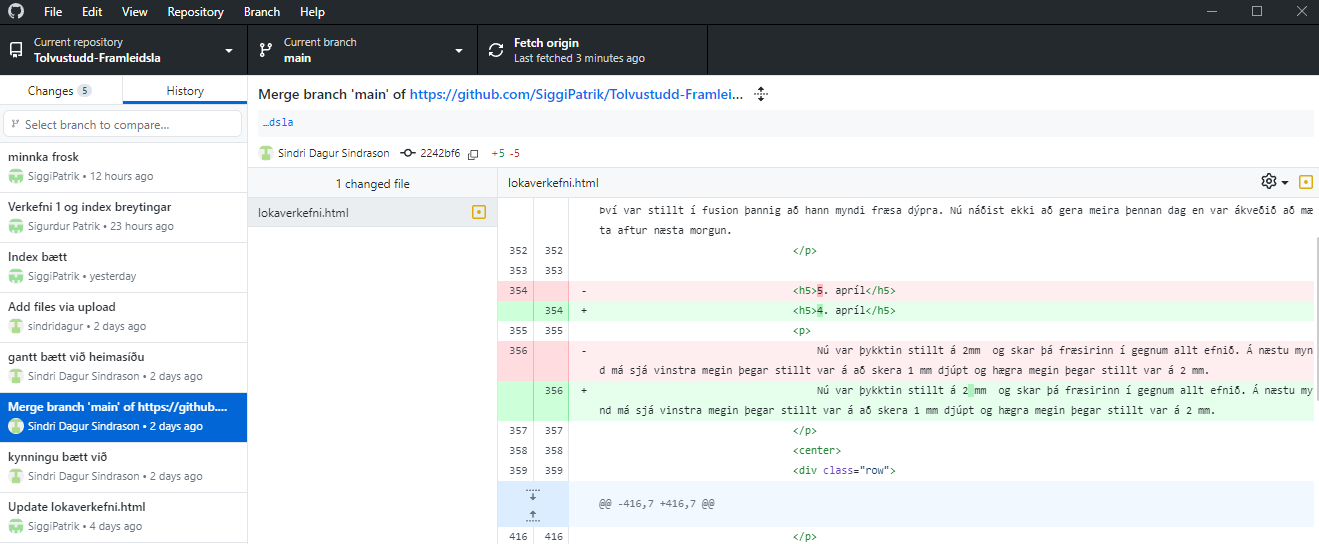 File Edit View Repository Branch Help
Current repository
Tolvustudd-Framleidsla
Current branch
main
Fetch origin
Last fetched 3 minutes ago
Changes 5 History
Select branch to compare...
minnka frosk
SiggiPatrik • 12 hours ago
Verkefni 1 og index breytingar
Sigurdur Patrik • 23 hours ago
Index bætt
SiggiPatrik • yesterday
Add files via upload
sindridagur • 2 days ago
gantt bætt við heimasíðu
Sindri Dagur Sindrason • 2 days ago
Merge branch 'main' of https://github....
Sindri Dagur Sindrason • 2 days ago
kynningu bætt við
Sindri Dagur Sindrason • 2 days ago
Update lokaverkefni.html
SiggiPatrik • 4 days ago
Merge branch 'main' of https://github.com/SiggiPatrik/Tolvustudd-Framlei...
…dsla
Sindri Dagur Sindrason 2242bf6 +5 -5
1 changed file
lokaverkefni.html
lokaverkefni.html
Því var stillt í fusion þannig að hann myndi fræsa dýpra. Nú náðist ekki að gera meira þennan dag en var ákveðið að mæ
ta aftur næsta morgun.
352 352 </p>
353 353
354 - <h5>5. apríl</h5>
354 + <h5>4. apríl</h5>
355 355 <p>
356 - Nú var þykktin stillt á 2mm  og skar þá fræsirinn í gegnum allt efnið. Á næstu myn
d má sjá vinstra megin þegar stillt var á að skera 1 mm djúpt og hægra megin þegar stillt var á 2 mm.
356 + Nú var þykktin stillt á 2 mm  og skar þá fræsirinn í gegnum allt efnið. Á næstu my
nd má sjá vinstra megin þegar stillt var á að skera 1 mm djúpt og hægra megin þegar stillt var á 2 mm.
357 357 </p>
358 358 <center>
359 359 <div class="row">
@@ -416,7 +416,7 @@
416 416 </p>